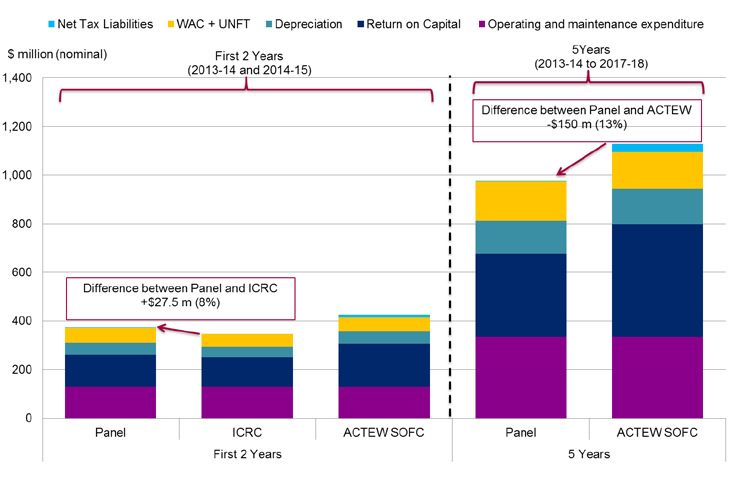 Net Tax Liabilities WAC + UNFT Depreciation Return on Capital Operating and maintenance expenditure
$ million (nominal)
First 2 Years
(2013-14 and 2014-15)
5Years
(2013-14 to 2017-18)
1,400
1,200
1,000
800
600
400
200
0
Difference between Panel and ACTEW
-$150 m (13%)
Difference between Panel and ICRC
+$27.5 m (8%)
Panel ICRC ACTEW SOFC Panel ACTEW SOFC
First 2 Years 5 Years